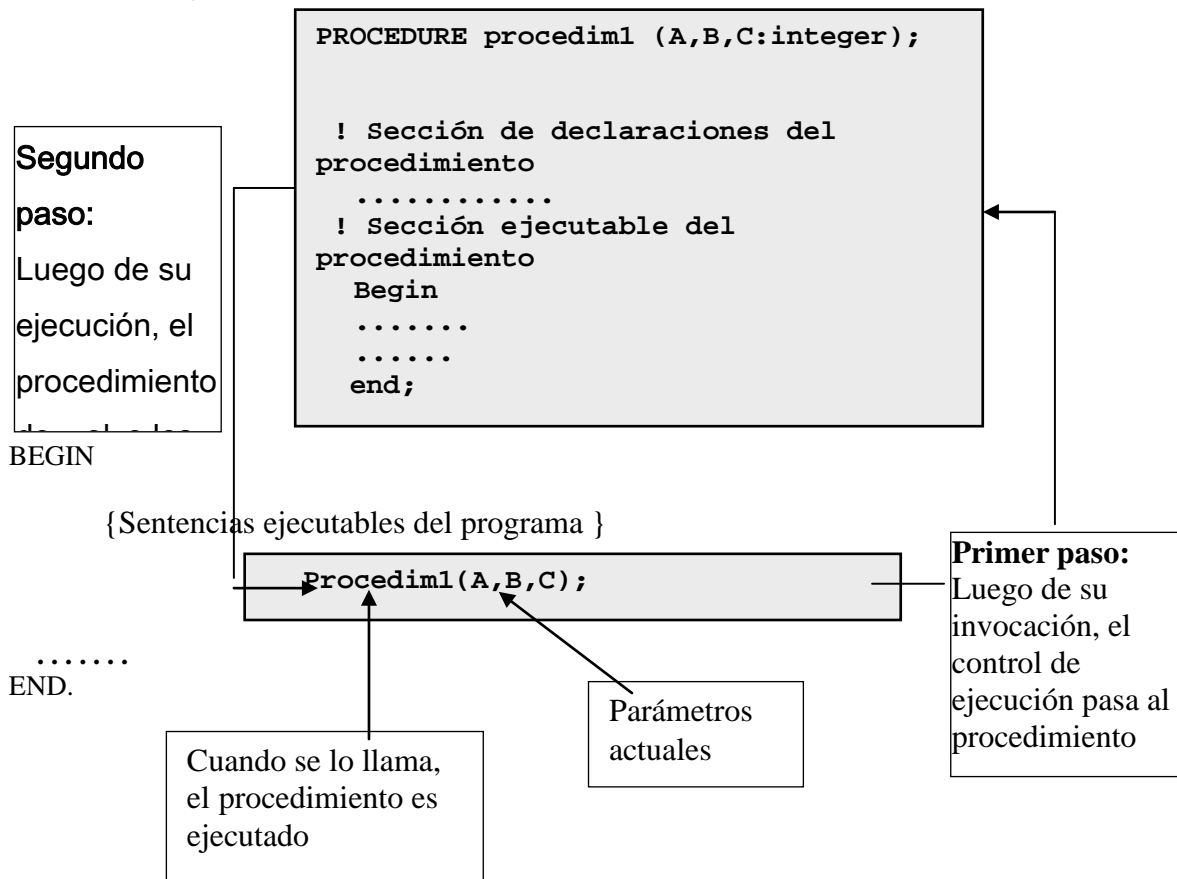 PROCEDURE procedim1 (A,B,C:integer);
! Sección de declaraciones del
procedimiento
............
! Sección ejecutable del
procedimiento
Begin
.......
......
end;
Segundo
paso:
Luego de su
ejecución, el
procedimiento
BEGIN
{Sentencias ejecutables del programa }
Procedim1(A,B,C);
Primer paso:
Luego de su
invocación, el
control de
ejecución pasa al
procedimiento
.......
END.
Parámetros
actuales
Cuando se lo llama,
el procedimiento es
ejecutado